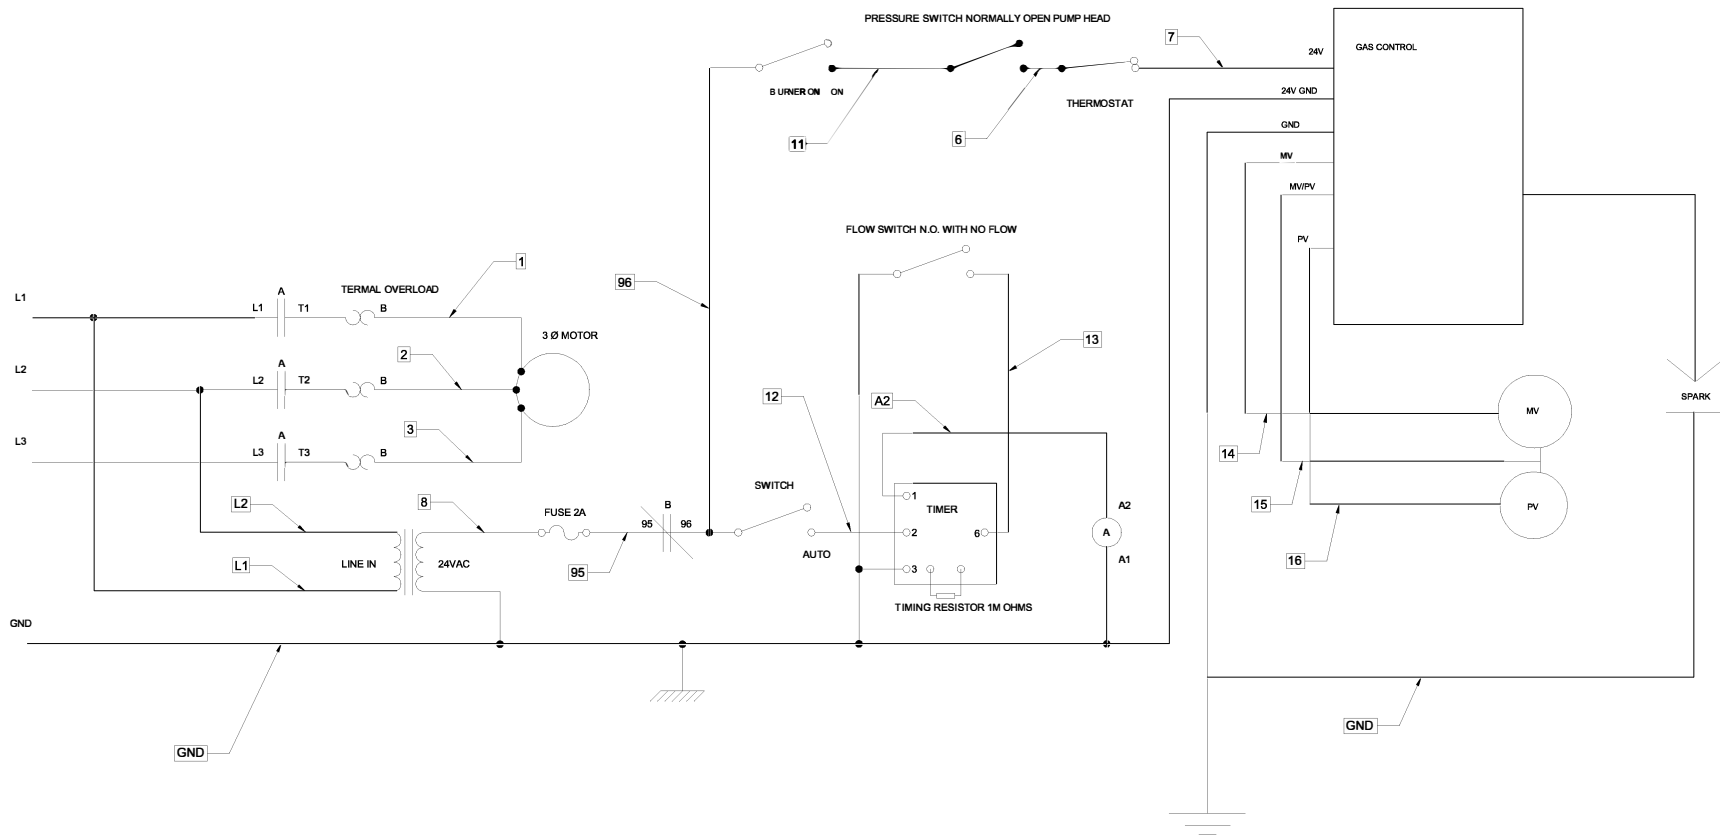 PRESSURE SWITCH NORMALLY OPEN PUMP HEAD
7
24V
GAS CONTROL
BURNER ON ON
24V GND
THERMOSTAT
GND
11
6
MV
MV/PV
FLOW SWITCH N.O. WITH NO FLOW
PV
1
96
TERMAL OVERLOAD
A
L1
L1
T1
B
3 Ø MOTOR
13
2
A
L2
L2
T2
B
12
A2
SPARK
MV
3
A
L3
L3
T3
B
14
SWITCH
15
L2
8
FUSE 2A
B
1
TIMER
A2
PV
95
96
2
6
A
AUTO
LINE IN
24VAC
L1
95
3
A1
16
TIMING RESISTOR 1M OHMS
GND
GND
GND